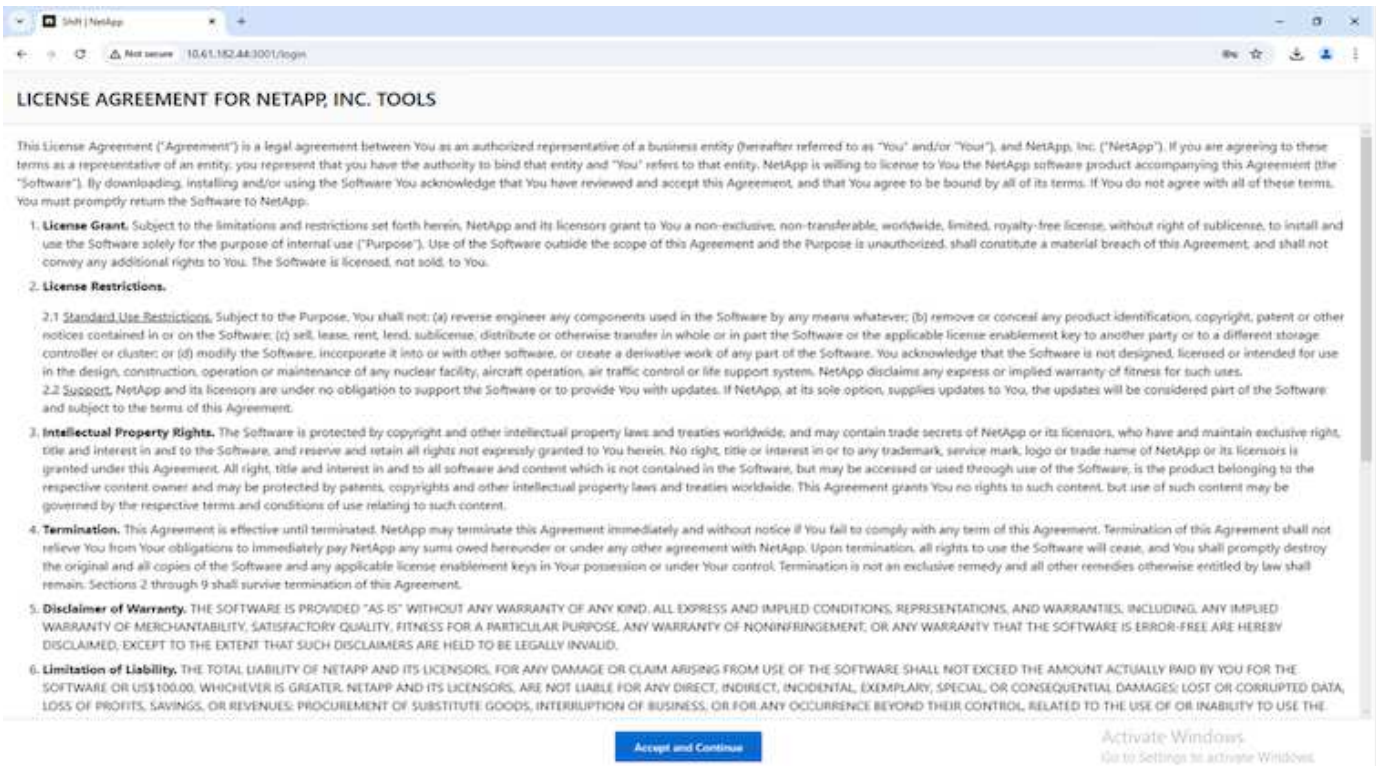 Shift | NetApp
Not secure 10.61.182.44:3001/login
LICENSE AGREEMENT FOR NETAPP, INC. TOOLS
This License Agreement ("Agreement") is a legal agreement between You as an authorized representative of a business entity (hereafter referred to as "You" and/or "Your"), and NetApp, Inc. ("NetApp"). If you are agreeing to these
terms as a representative of an entity, you represent that you have the authority to bind that entity and "You" refers to that entity. NetApp is willing to license to You the NetApp software product accompanying this Agreement (the
"Software"). By downloading, installing and/or using the Software You acknowledge that You have reviewed and accept this Agreement, and that You agree to be bound by all of its terms. If You do not agree with all of these terms,
You must promptly return the Software to NetApp.
1. License Grant. Subject to the limitations and restrictions set forth herein, NetApp and its licensors grant to You a non-exclusive, non-transferable, worldwide, limited, royalty-free license, without right of sublicense, to install and
use the Software solely for the purpose of internal use ("Purpose"). Use of the Software outside the scope of this Agreement and the Purpose is unauthorized, shall constitute a material breach of this Agreement, and shall not
convey any additional rights to You. The Software is licensed, not sold, to You.
2. License Restrictions.
2.1 Standard Use Restrictions. Subject to the Purpose, You shall not: (a) reverse engineer any components used in the Software by any means whatever; (b) remove or conceal any product identification, copyright, patent or other
notices contained in or on the Software; (c) sell, lease, rent, lend, sublicense, distribute or otherwise transfer in whole or in part the Software or the applicable license enablement key to another party or to a different storage
controller or cluster; or (d) modify the Software, incorporate it into or with other software, or create a derivative work of any part of the Software. You acknowledge that the Software is not designed, licensed or intended for use
in the design, construction, operation or maintenance of any nuclear facility, aircraft operation, air traffic control or life support system. NetApp disclaims any express or implied warranty of fitness for such uses.
2.2 Support. NetApp and its licensors are under no obligation to support the Software or to provide You with updates. If NetApp, at its sole option, supplies updates to You, the updates will be considered part of the Software
and subject to the terms of this Agreement.
3. Intellectual Property Rights. The Software is protected by copyright and other intellectual property laws and treaties worldwide, and may contain trade secrets of NetApp or its licensors, who have and maintain exclusive right,
title and interest in and to the Software, and reserve and retain all rights not expressly granted to You herein. No right, title or interest in or to any trademark, service mark, logo or trade name of NetApp or its licensors is
granted under this Agreement. All right, title and interest in and to all software and content which is not contained in the Software, but may be accessed or used through use of the Software, is the product belonging to the
respective content owner and may be protected by patents, copyrights and other intellectual property laws and treaties worldwide. This Agreement grants You no rights to such content, but use of such content may be
governed by the respective terms and conditions of use relating to such content.
4. Termination. This Agreement is effective until terminated. NetApp may terminate this Agreement immediately and without notice if You fail to comply with any term of this Agreement. Termination of this Agreement shall not
relieve You from Your obligations to immediately pay NetApp any sums owed hereunder or under any other agreement with NetApp. Upon termination, all rights to use the Software will cease, and You shall promptly destroy
the original and all copies of the Software and any applicable license enablement keys in Your possession or under Your control. Termination is not an exclusive remedy and all other remedies otherwise entitled by law shall
remain. Sections 2 through 9 shall survive termination of this Agreement.
5. Disclaimer of Warranty. THE SOFTWARE IS PROVIDED "AS IS" WITHOUT ANY WARRANTY OF ANY KIND. ALL EXPRESS AND IMPLIED CONDITIONS, REPRESENTATIONS, AND WARRANTIES, INCLUDING, ANY IMPLIED
WARRANTY OF MERCHANTABILITY, SATISFACTORY QUALITY, FITNESS FOR A PARTICULAR PURPOSE, ANY WARRANTY OF NONINFRINGEMENT, OR ANY WARRANTY THAT THE SOFTWARE IS ERROR-FREE ARE HEREBY
DISCLAIMED, EXCEPT TO THE EXTENT THAT SUCH DISCLAIMERS ARE HELD TO BE LEGALLY INVALID.
6. Limitation of Liability. THE TOTAL LIABILITY OF NETAPP AND ITS LICENSORS, FOR ANY DAMAGE OR CLAIM ARISING FROM USE OF THE SOFTWARE SHALL NOT EXCEED THE AMOUNT ACTUALLY PAID BY YOU FOR THE
SOFTWARE OR US$100.00, WHICHEVER IS GREATER. NETAPP AND ITS LICENSORS, ARE NOT LIABLE FOR ANY DIRECT, INDIRECT, INCIDENTAL, EXEMPLARY, SPECIAL, OR CONSEQUENTIAL DAMAGES; LOST OR CORRUPTED DATA,
LOSS OF PROFITS, SAVINGS, OR REVENUES; PROCUREMENT OF SUBSTITUTE GOODS, INTERRUPTION OF BUSINESS, OR FOR ANY OCCURRENCE BEYOND THEIR CONTROL, RELATED TO THE USE OF OR INABILITY TO USE THE
Accept and Continue
Activate Windows
Go to Settings to activate Windows.